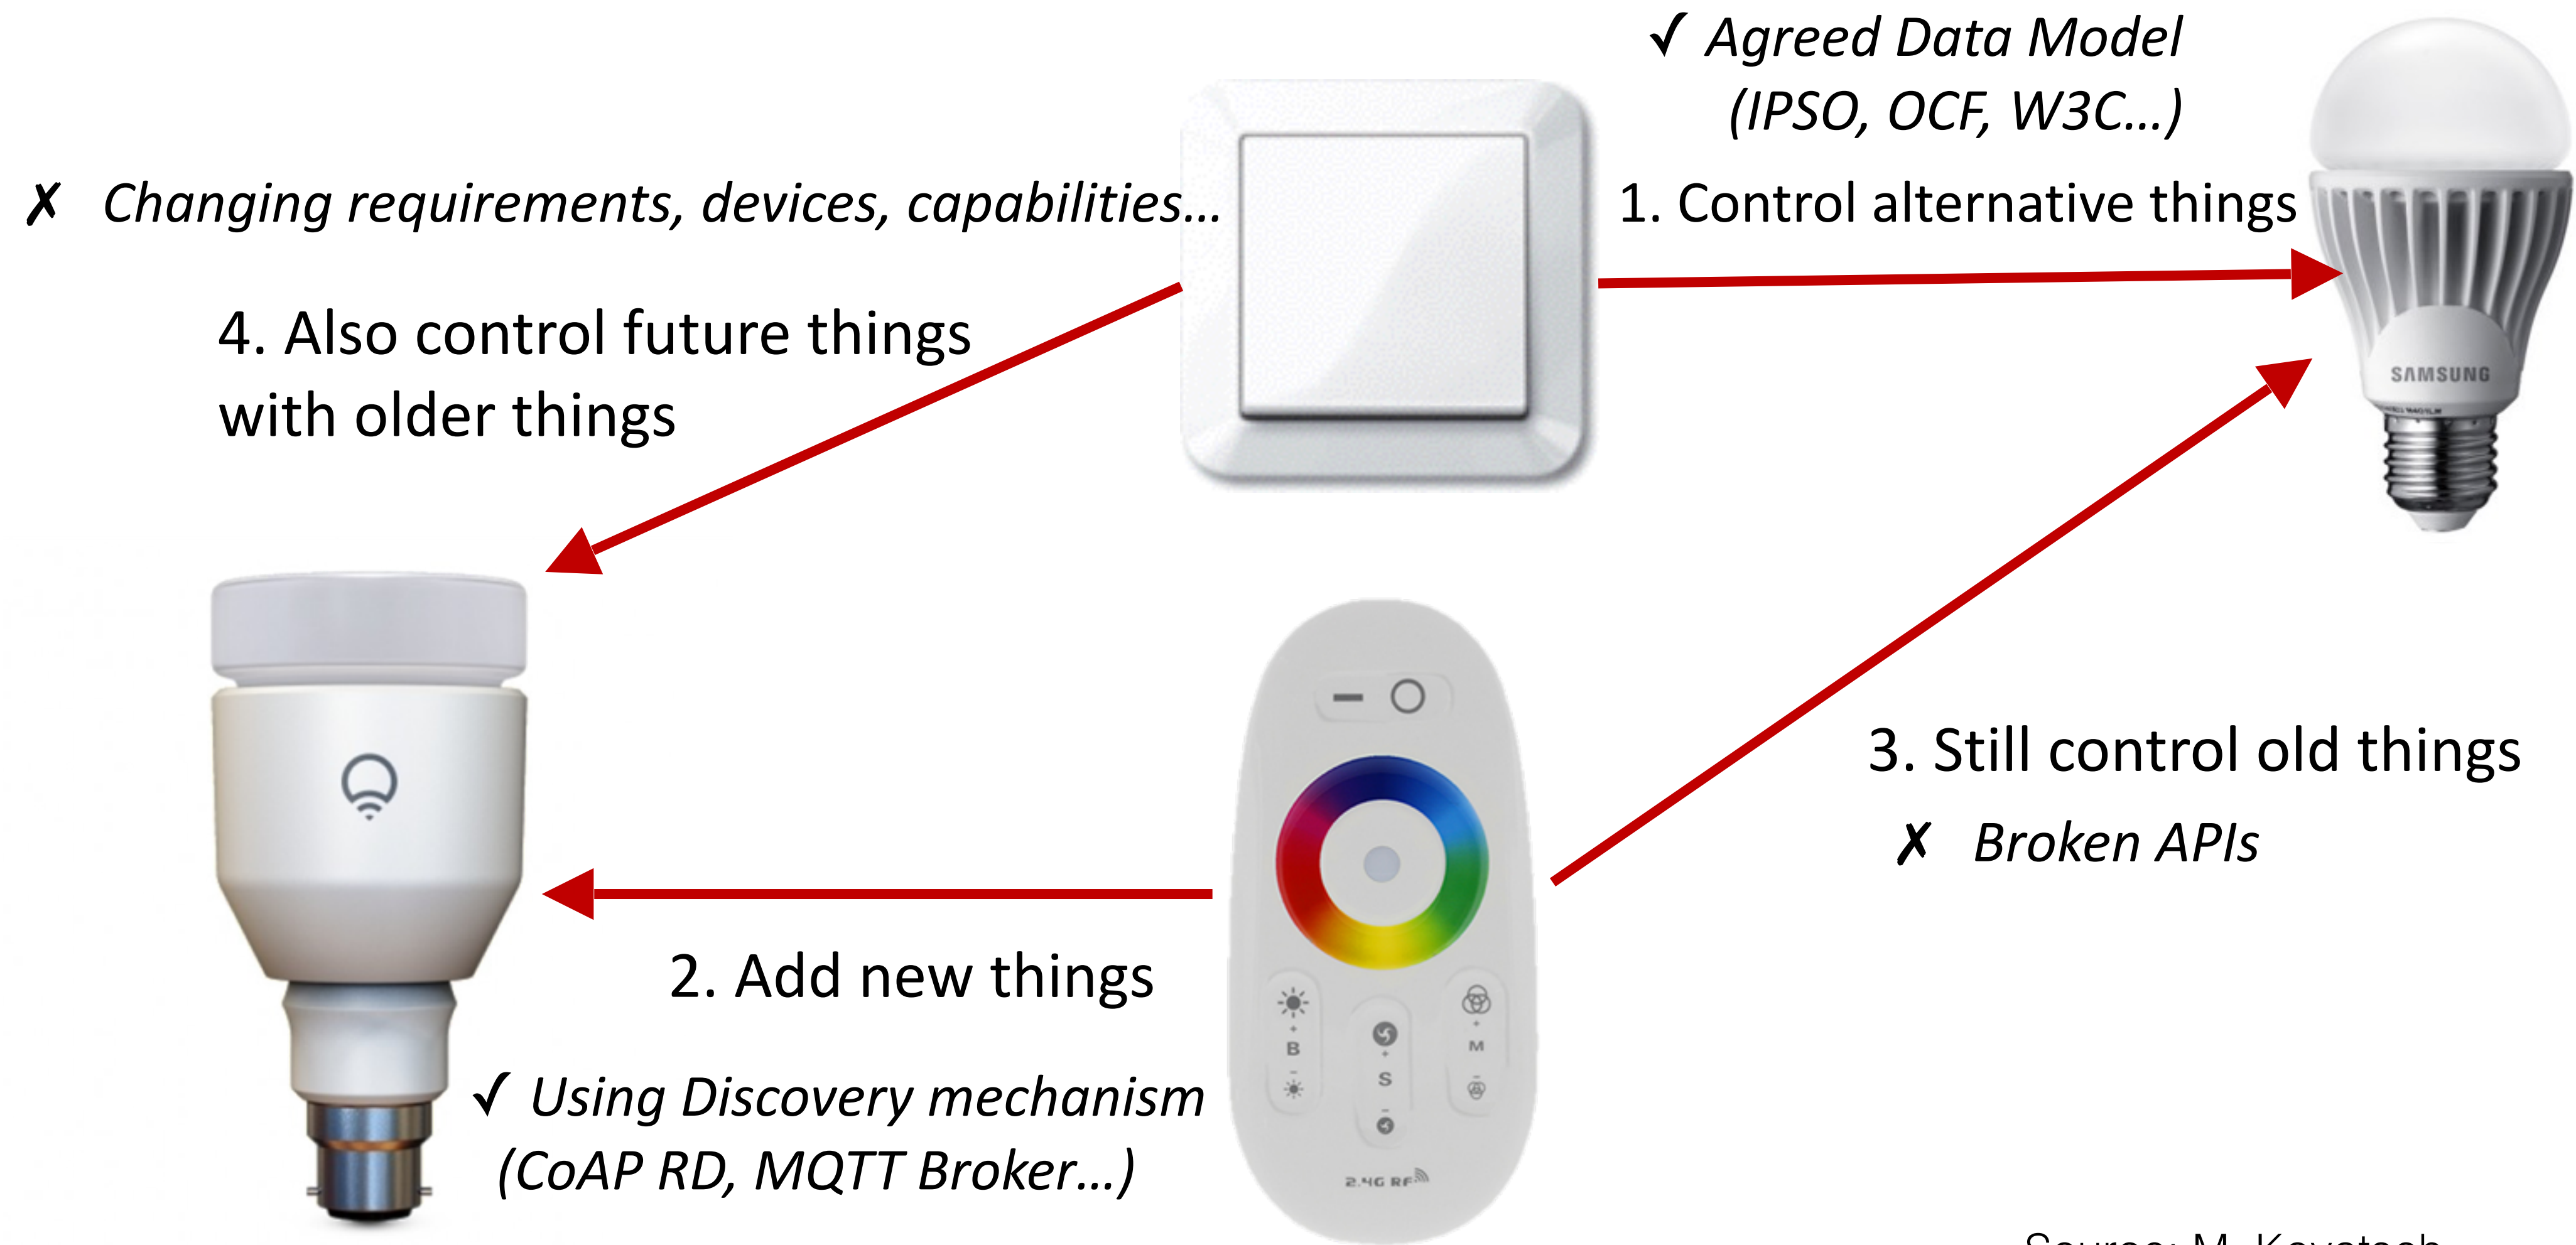 ✓ Agreed Data Model
(IPSO, OCF, W3C...)
✗ Changing requirements, devices, capabilities...
1. Control alternative things
4. Also control future things
with older things
SAMSUNG
3. Still control old things
✗ Broken APIs
2. Add new things
✓ Using Discovery mechanism
(CoAP RD, MQTT Broker...)
B
S
M
2.4G RF